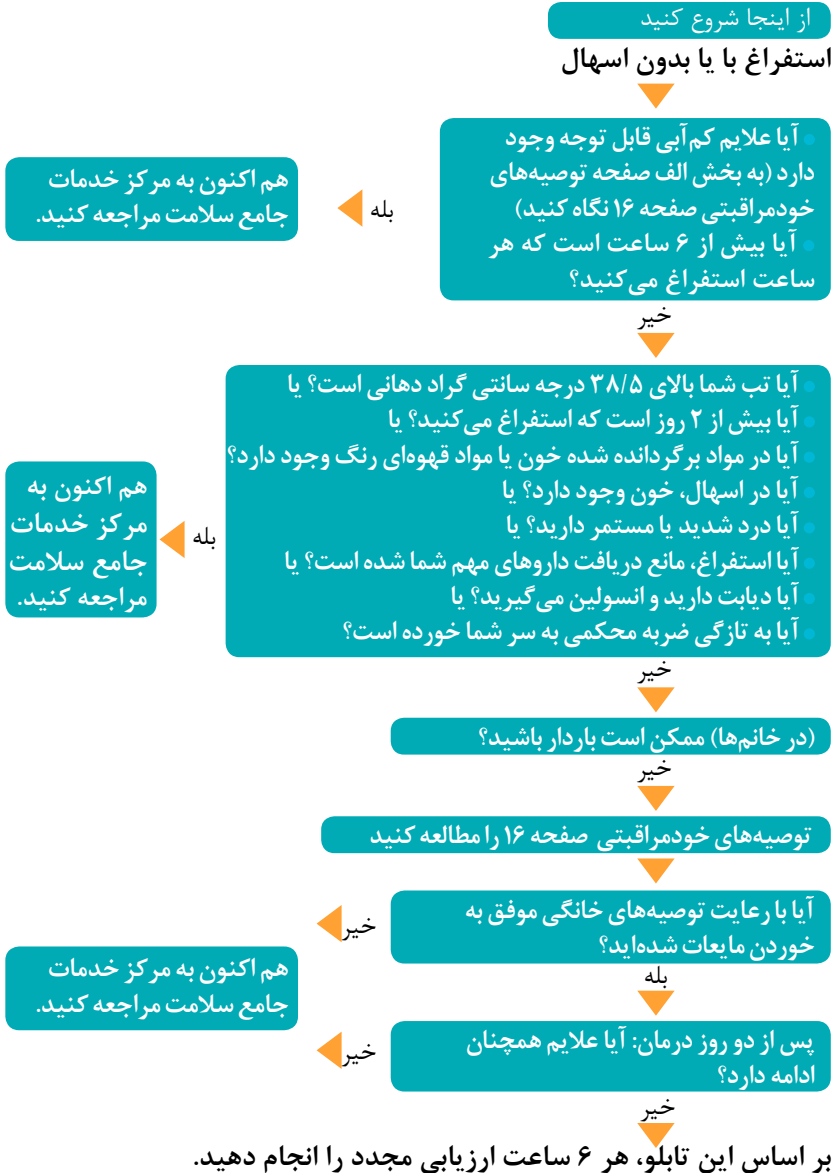 از اینجا شروع کنید
استفراغ با یا بدون اسهال
• آیا علایم کم‌آبی قابل توجه وجود
دارد (به بخش الف صفحه توصیه‌های
خودمراقبتی صفحه ۱۶ نگاه کنید)
• آیا بیش از ۶ ساعت است که هر
ساعت استفراغ می‌کنید؟
بله
هم اکنون به مرکز خدمات
جامع سلامت مراجعه کنید.
خیر
• آیا تب شما بالای ۳۸/۵ درجه سانتی گراد دهانی است؟ یا
• آیا بیش از ۲ روز است که استفراغ می‌کنید؟ یا
• آیا در مواد برگردانده شده خون یا مواد قهوه‌ای رنگ وجود دارد؟
• آیا در اسهال، خون وجود دارد؟ یا
• آیا درد شدید یا مستمر دارید؟ یا
• آیا استفراغ، مانع دریافت داروهای مهم شما شده است؟ یا
• آیا دیابت دارید و انسولین می‌گیرید؟ یا
• آیا به تازگی ضربه محکمی به سر شما خورده است؟
بله
هم اکنون به
مرکز خدمات
جامع سلامت
مراجعه کنید.
خیر
(در خانم‌ها) ممکن است باردار باشید؟
خیر
توصیه‌های خودمراقبتی صفحه ۱۶ را مطالعه کنید
آیا با رعایت توصیه‌های خانگی موفق به
خوردن مایعات شده‌اید؟
خیر
هم اکنون به مرکز خدمات
جامع سلامت مراجعه کنید.
بله
پس از دو روز درمان: آیا علایم همچنان
ادامه دارد؟
خیر
خیر
بر اساس این تابلو، هر ۶ ساعت ارزیابی مجدد را انجام دهید.